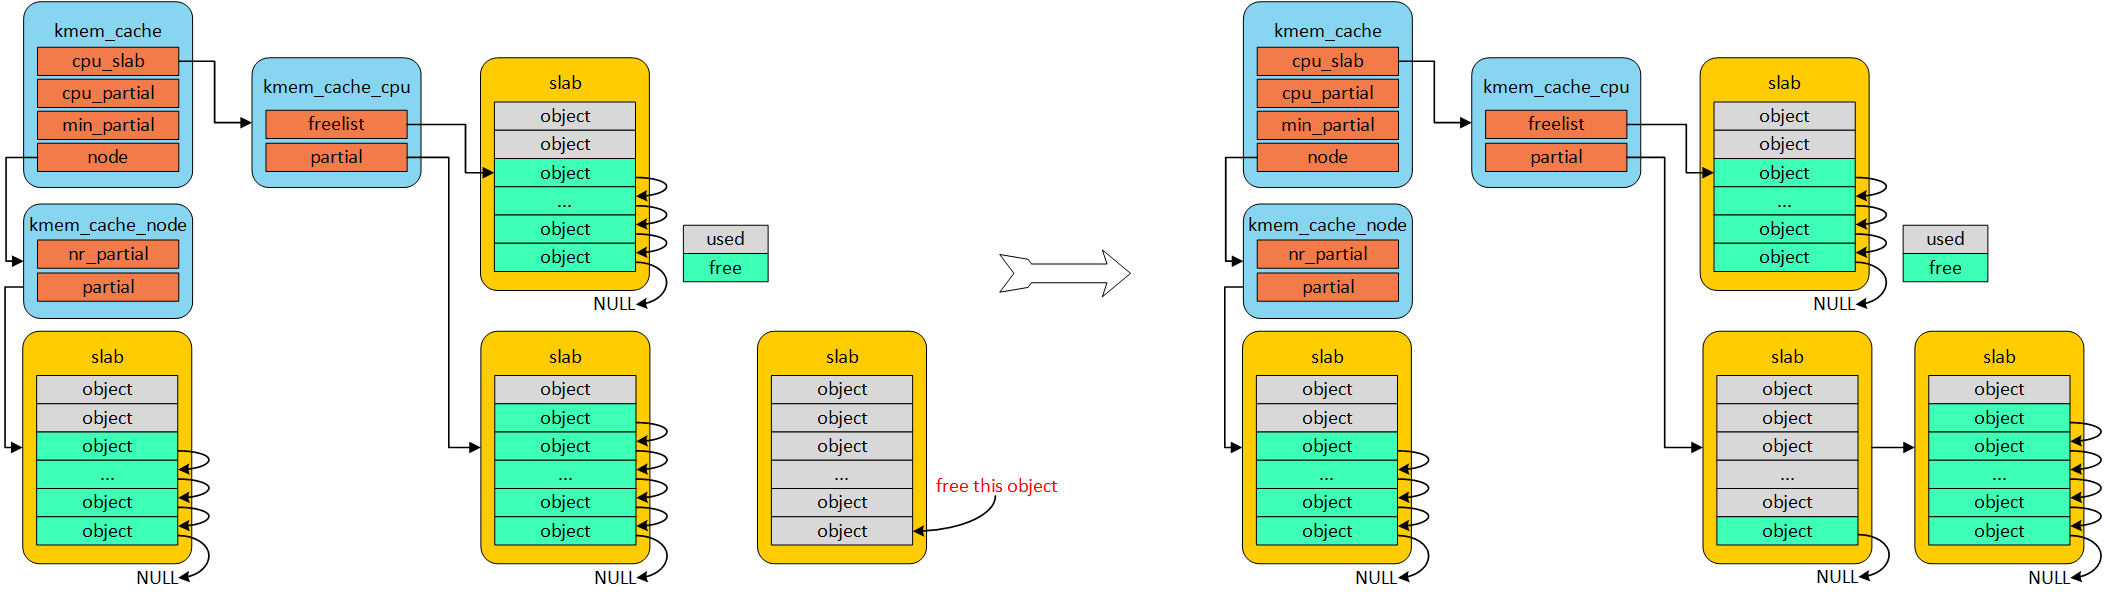 kmem_cache
cpu_slab
cpu_partial
min_partial
node
kmem_cache_node
nr_partial
partial
slab
object
object
object
...
object
object
NULL
kmem_cache_cpu
freelist
partial
slab
object
object
object
...
object
object
NULL
used
free
slab
object
object
object
...
object
object
NULL
slab
object
object
object
...
object
object
free this object
kmem_cache
cpu_slab
cpu_partial
min_partial
node
kmem_cache_node
nr_partial
partial
slab
object
object
object
...
object
object
NULL
kmem_cache_cpu
freelist
partial
slab
object
object
object
...
object
object
NULL
used
free
slab
object
object
object
...
object
object
NULL
slab
object
object
object
...
object
object
NULL